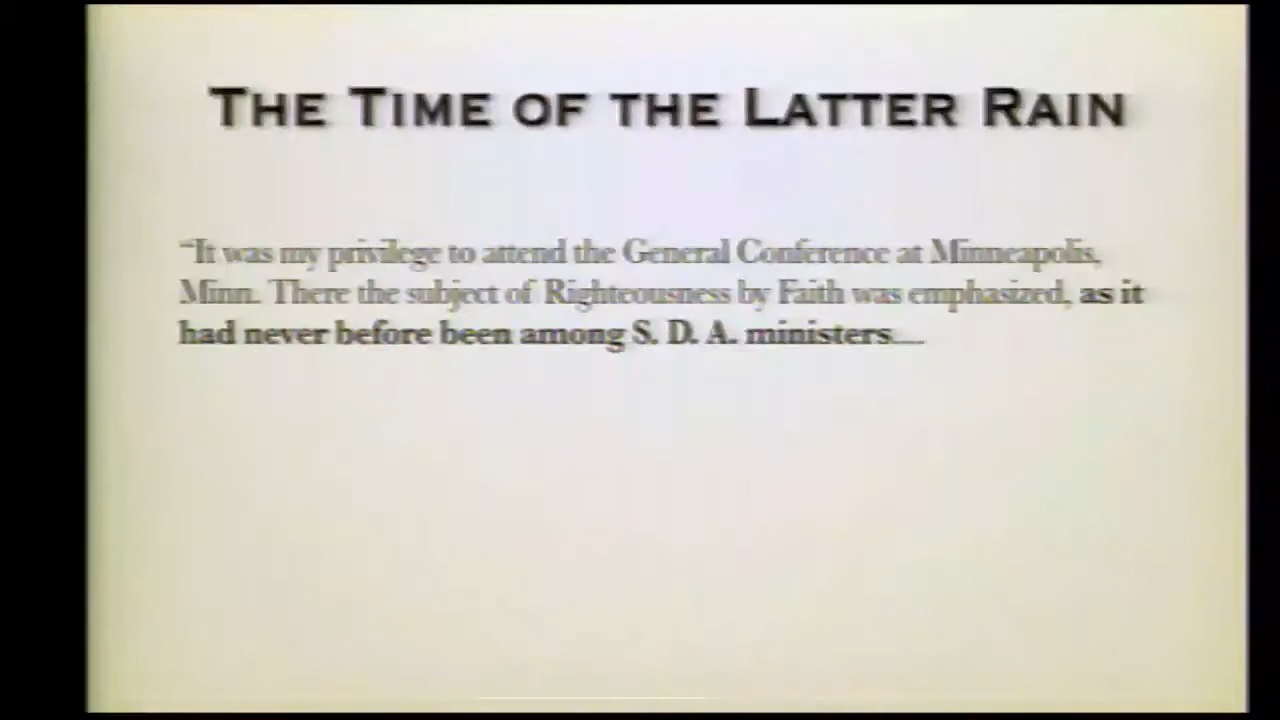 THE TIME OF THE LATTER RAIN
“It was my privilege to attend the General Conference at Minneapolis,
Minn. There the subject of Righteousness by Faith was emphasized, as it
had never before been among S. D. A. ministers....